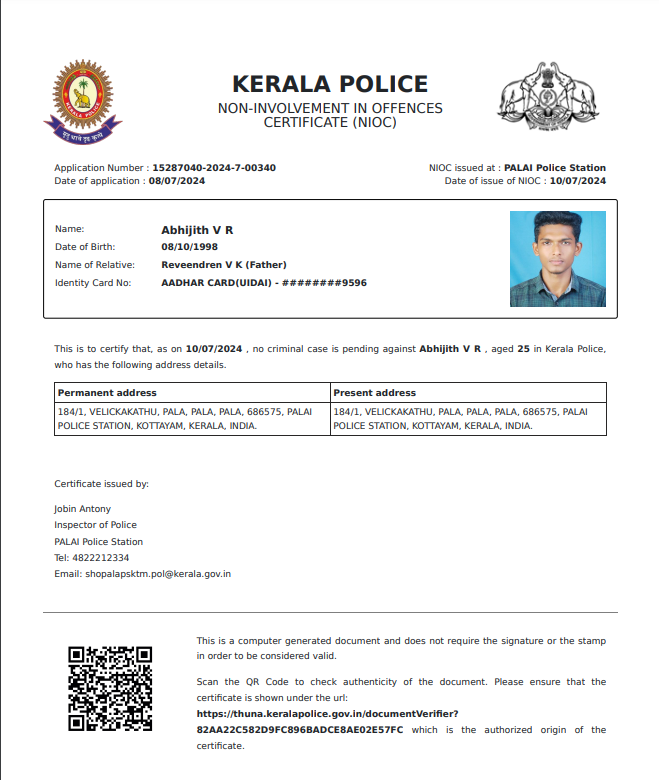 KERALA POLICE
NON-INVOLVEMENT IN OFFENCES
CERTIFICATE (NIOC)
KERALA POLICE
Application Number : 15287040-2024-7-00340
Date of application : 08/07/2024
NIOC issued at : PALAI Police Station
Date of issue of NIOC : 10/07/2024
Name: Abhijith V R
Date of Birth: 08/10/1998
Name of Relative: Reveendren V K (Father)
Identity Card No: AADHAR CARD(UIDAI) - ########9596
This is to certify that, as on 10/07/2024 , no criminal case is pending against Abhijith V R , aged 25 in Kerala Police,
who has the following address details.
Permanent address
Present address
184/1, VELICKAKATHU, PALA, PALA, PALA, 686575, PALAI
POLICE STATION, KOTTAYAM, KERALA, INDIA.
184/1, VELICKAKATHU, PALA, PALA, PALA, 686575, PALAI
POLICE STATION, KOTTAYAM, KERALA, INDIA.
Certificate issued by:
Jobin Antony
Inspector of Police
PALAI Police Station
Tel: 4822212334
Email: shopalapsktm.pol@kerala.gov.in
This is a computer generated document and does not require the signature or the stamp
in order to be considered valid.
Scan the QR Code to check authenticity of the document. Please ensure that the
certificate is shown under the url:
https://thuna.keralapolice.gov.in/documentVerifier?
82AA22C582D9FC896BADCE8AE02E57FC which is the authorized origin of the
certificate.